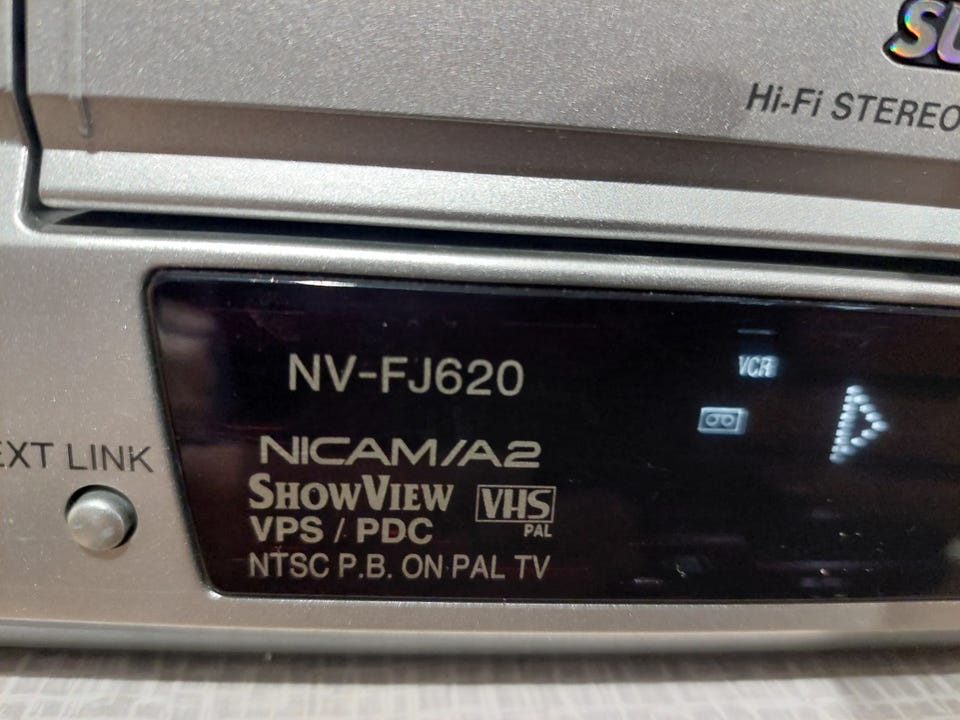 SU
Hi-Fi STEREO
NV-FJ620
VCR
EXT LINK
NICAM/A2
SHOWVIEW
VHS
PAL
VPS / PDC
NTSC P.B. ON PAL TV